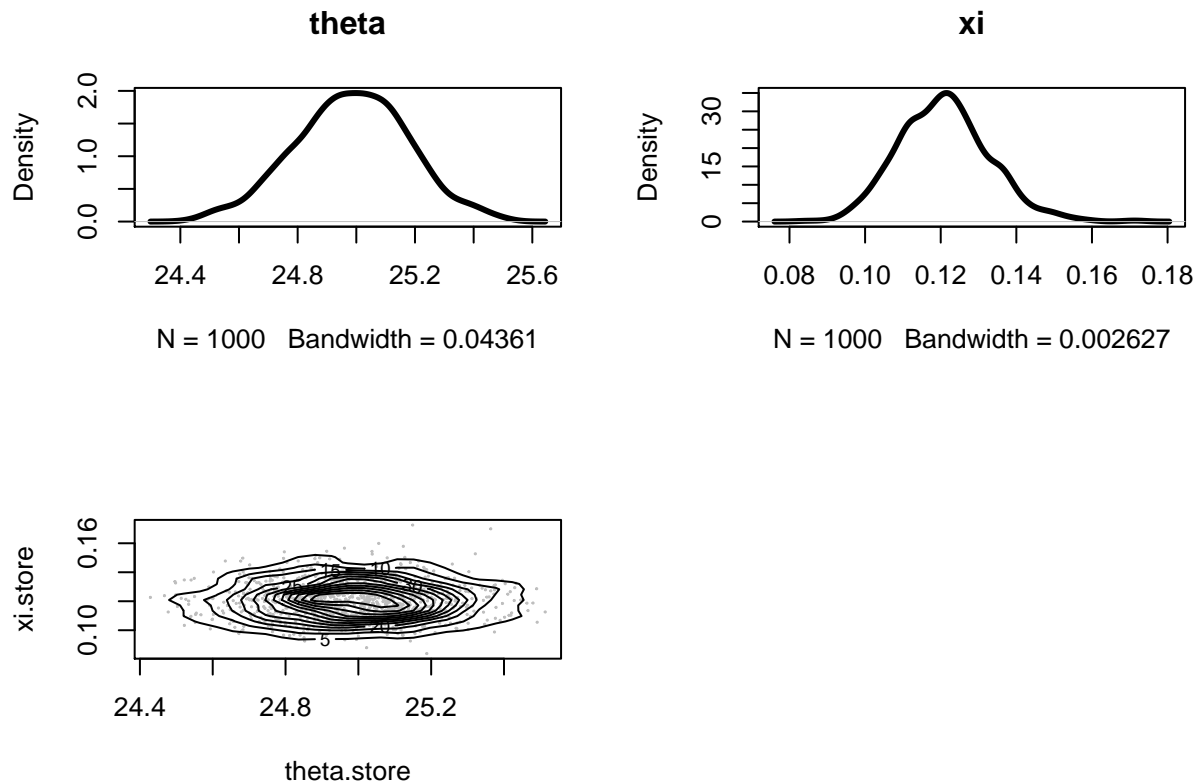 theta
Density
2.0
1.0
0.0
24.4 24.8 25.2 25.6
N = 1000 Bandwidth = 0.04361
xi
Density
30
15
0
0.08 0.10 0.12 0.14 0.16 0.18
N = 1000 Bandwidth = 0.002627
xi.store
0.16
0.10
15
10
5
24.4 24.8 25.2
theta.store